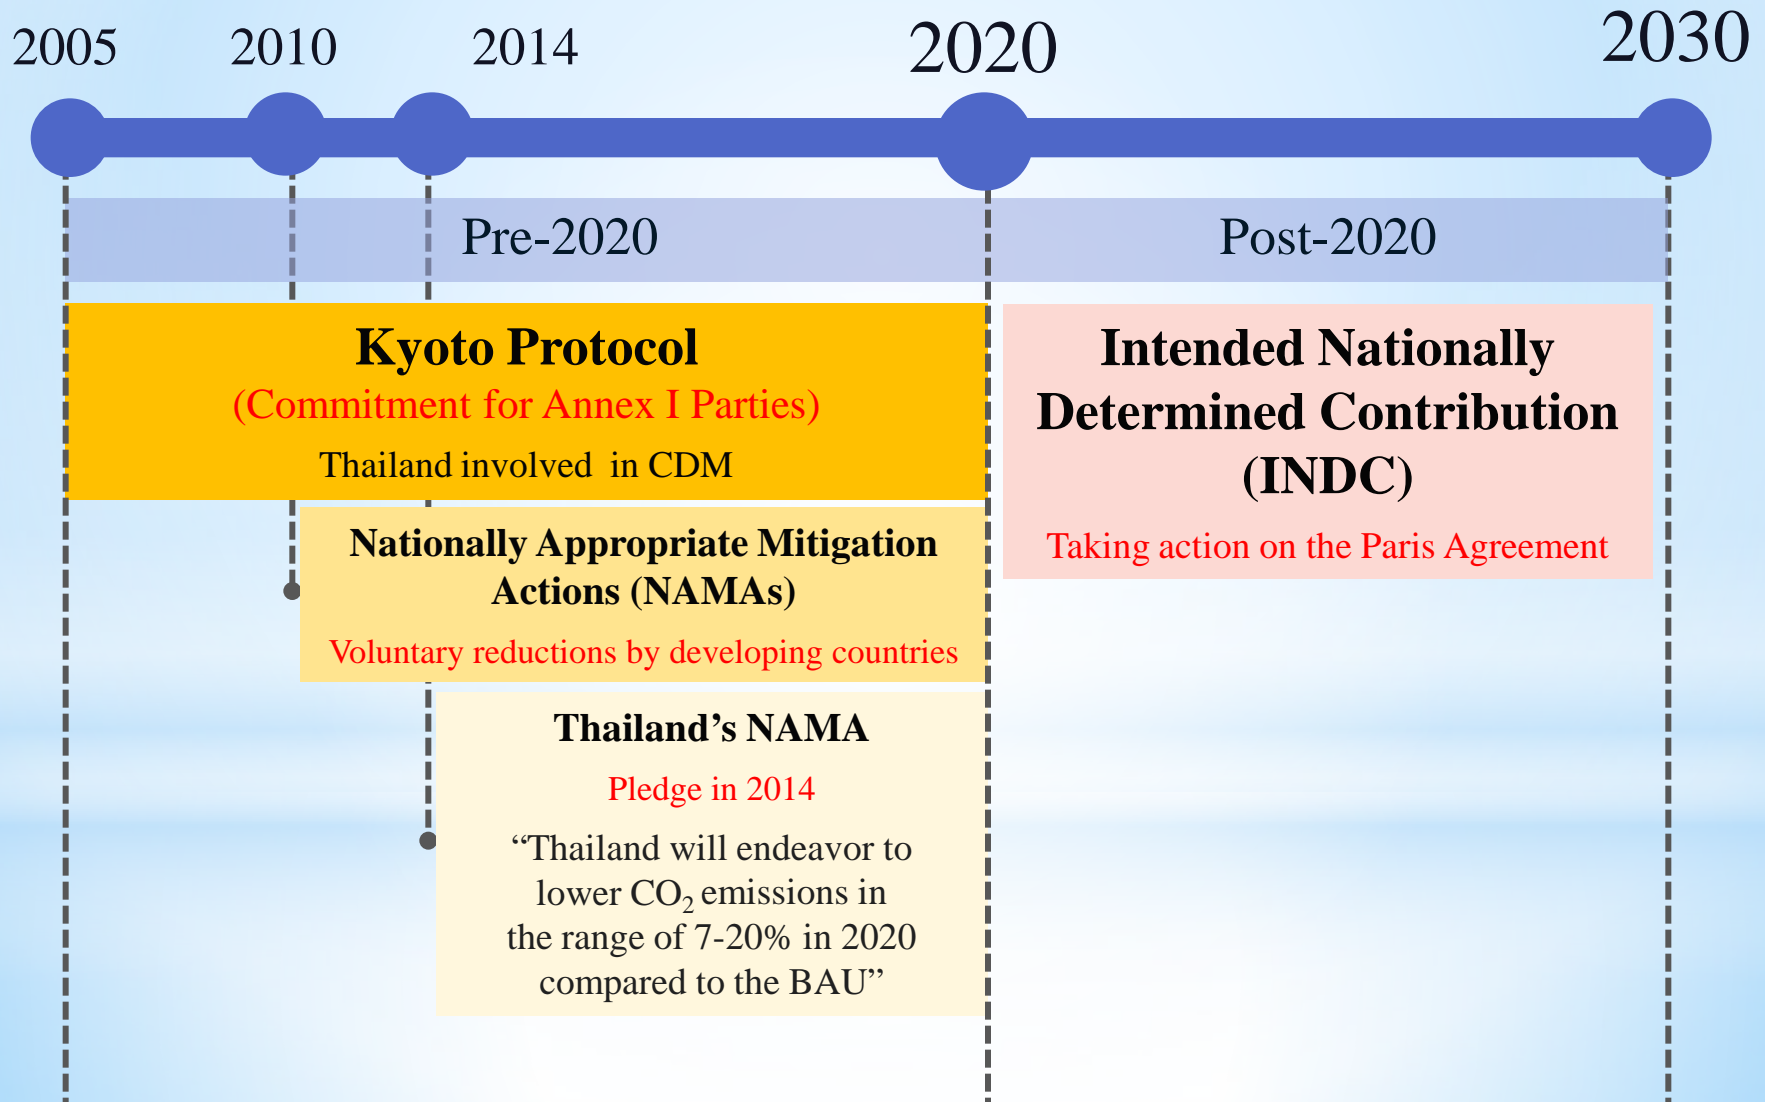 2005 2010 2014 2020 2030
Pre-2020 Post-2020
Kyoto Protocol
(Commitment for Annex I Parties)
Thailand involved in CDM
Intended Nationally
Determined Contribution
(INDC)
Taking action on the Paris Agreement
Nationally Appropriate Mitigation
Actions (NAMAs)
Voluntary reductions by developing countries
Thailand’s NAMA
Pledge in 2014
“Thailand will endeavor to
lower CO₂ emissions in
the range of 7-20% in 2020
compared to the BAU”